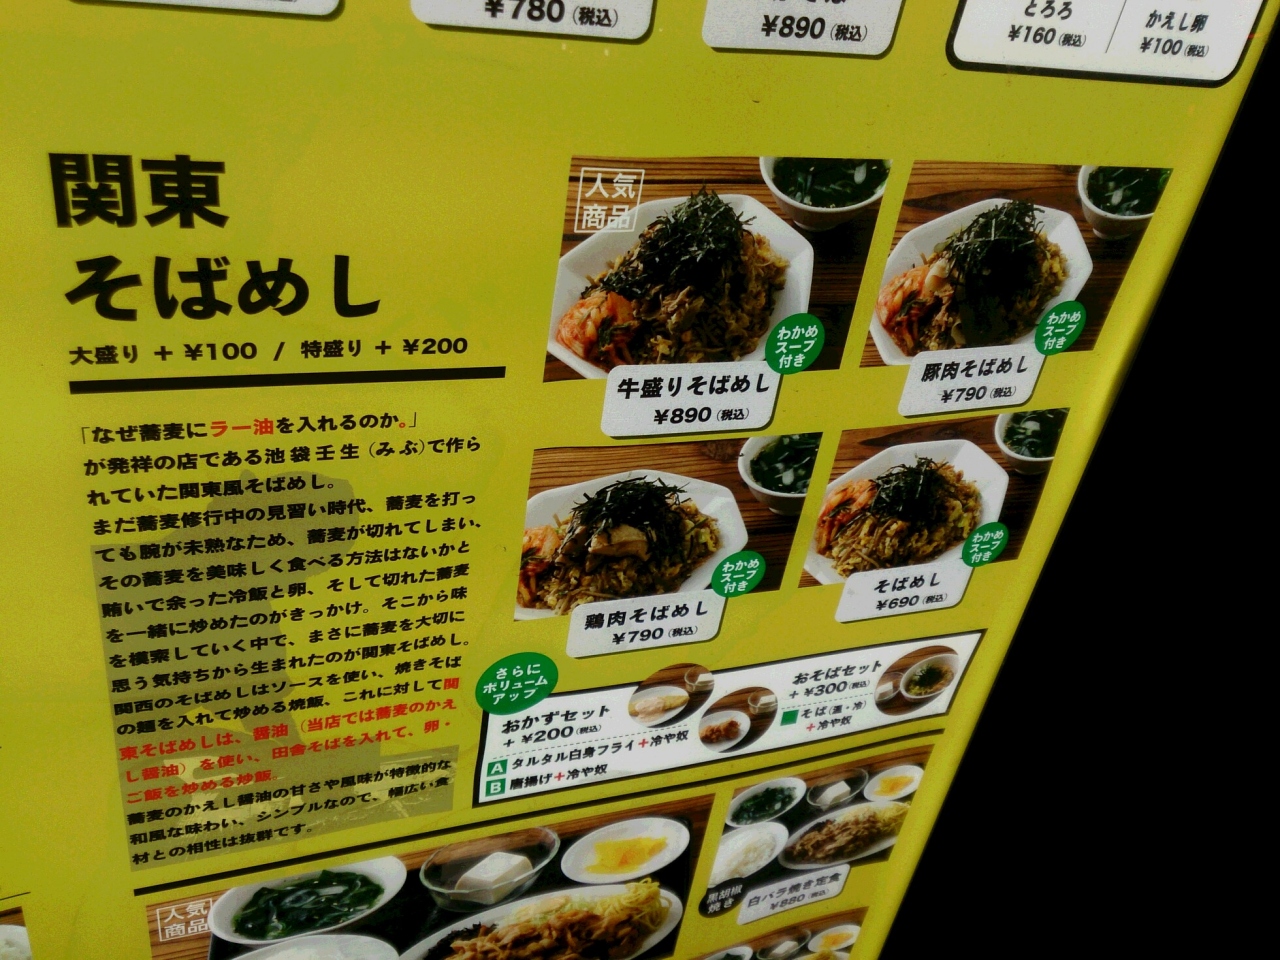 ¥780(税込)
¥890(税込)
とろろ
¥160(税込)
かえし卵
¥100(税込)
関東
そばめし
大盛り + ¥100 / 特盛り + ¥200
「なぜ蕎麦にラー油を入れるのか。」
が発祥の店である池袋壬生(みぶ)で作ら
れていた関東風そばめし。
まだ蕎麦修行中の見習い時代、蕎麦を打っ
ても腕が未熟なため、蕎麦が切れてしまい、
その蕎麦を美味しく食べる方法はないかと
賄いで余った冷飯と卵、そして切れた蕎麦
を一緒に炒めたのがきっかけ。そこから味
を模索していく中で、まさに蕎麦を大切に
思う気持ちから生まれたのが関東そばめし。
関西のそばめしはソースを使い、焼きそば
の麺を入れて炒める焼飯、これに対して関
東そばめしは、醤油(当店では蕎麦のかえ
し醤油)を使い、田舎そばを入れて、卵・
ご飯を炒める炒飯。
蕎麦のかえし醤油の甘さや風味が特徴的な
和風な味わい、シンプルなので、幅広い食
材との相性は抜群です。
人気
商品
わかめ
スープ
付き
牛盛りそばめし
¥890(税込)
わかめ
スープ
付き
豚肉そばめし
¥790(税込)
わかめ
スープ
付き
鶏肉そばめし
¥790(税込)
わかめ
スープ
付き
そばめし
¥690(税込)
さらに
ボリューム
アップ
おかずセット
+ ¥200(税込)
A タルタル白身フライ+冷や奴
B 唐揚げ+冷や奴
おそばセット
+ ¥300(税込)
そば(温・冷)
+冷や奴
人気
商品
黒胡椒
焼き
白バラ焼き定食
¥880(税込)